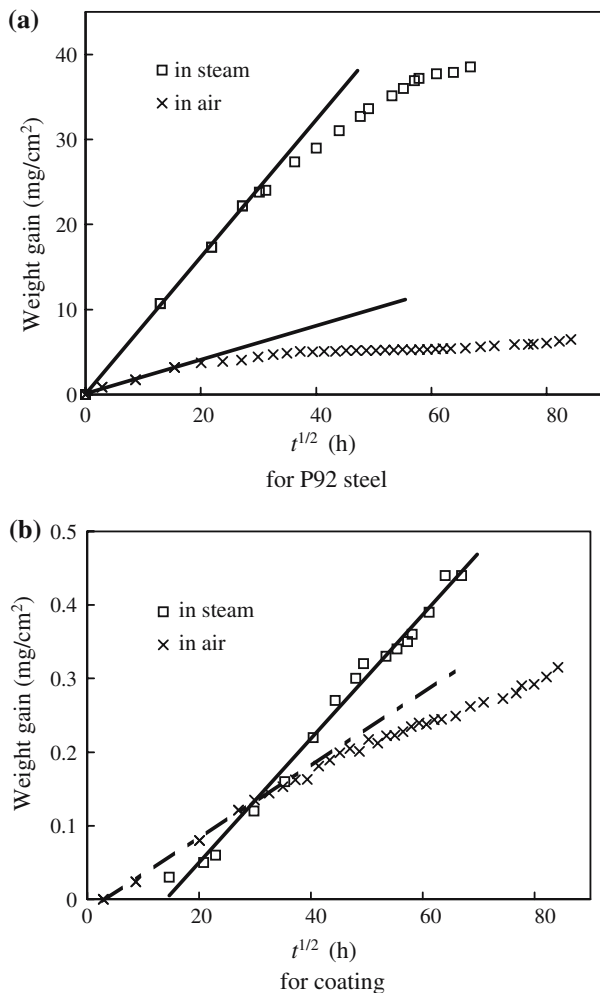 (a)
Weight gain (mg/cm²)
40
30
20
10
0
□ in steam
× in air
0 20 40 60 80
t^{1/2} (h)
for P92 steel
(b)
Weight gain (mg/cm²)
0.5
0.4
0.3
0.2
0.1
0
□ in steam
× in air
0 20 40 60 80
t^{1/2} (h)
for coating